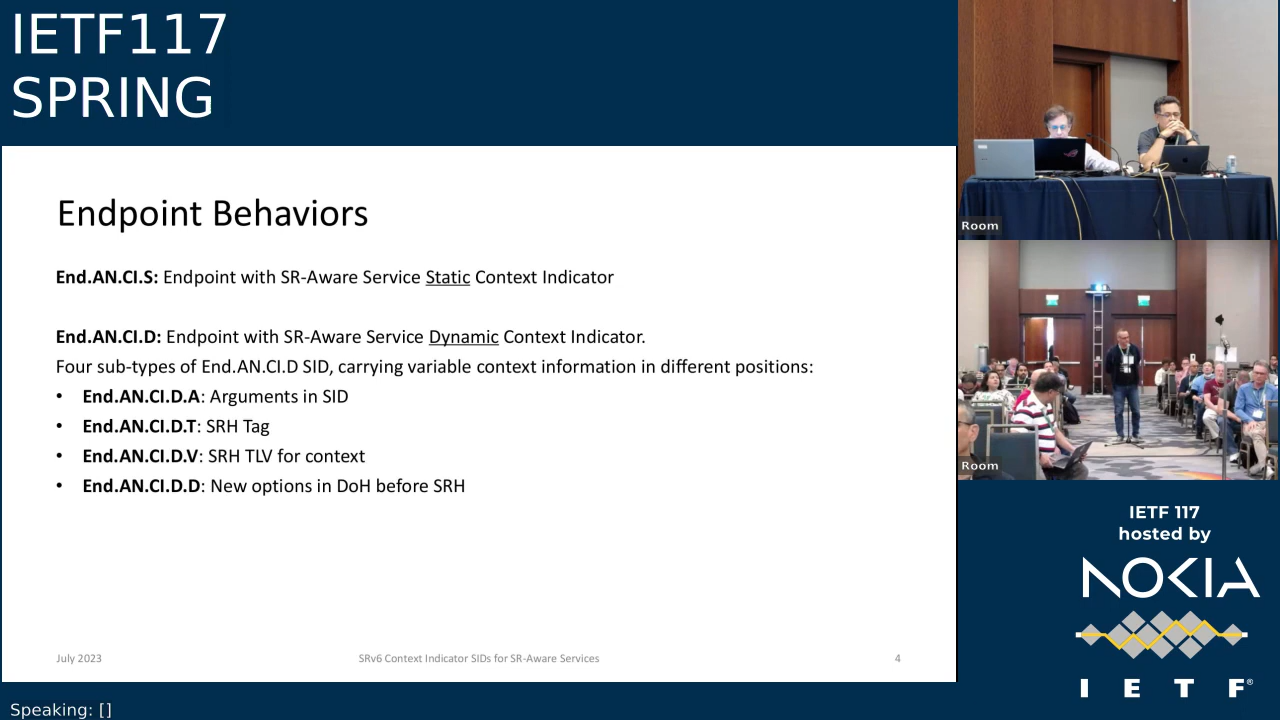 IETF117
SPRING
Endpoint Behaviors
End.AN.CI.S: Endpoint with SR-Aware Service Static Context Indicator
End.AN.CI.D: Endpoint with SR-Aware Service Dynamic Context Indicator.
Four sub-types of End.AN.CI.D SID, carrying variable context information in different positions:
• End.AN.CI.D.A: Arguments in SID
• End.AN.CI.D.T: SRH Tag
• End.AN.CI.D.V: SRH TLV for context
• End.AN.CI.D.D: New options in DoH before SRH
July 2023
SRv6 Context Indicator SIDs for SR-Aware Services
4
Room
Room
IETF 117
hosted by
NOKIA
I E T F®
Speaking: []